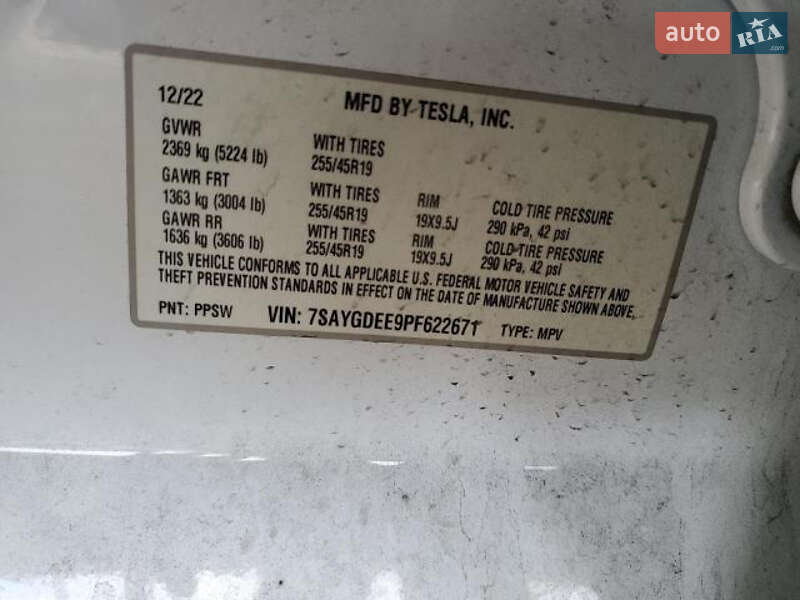 auto RIA.com
12/22 MFD BY TESLA, INC.
GVWR
2369 kg (5224 lb) WITH TIRES 255/45R19
GAWR FRT
1363 kg (3004 lb) WITH TIRES 255/45R19 RIM 19X9.5J COLD TIRE PRESSURE 290 kPa, 42 psi
GAWR RR
1636 kg (3606 lb) WITH TIRES 255/45R19 RIM 19X9.5J COLD TIRE PRESSURE 290 kPa, 42 psi
THIS VEHICLE CONFORMS TO ALL APPLICABLE U.S. FEDERAL MOTOR VEHICLE SAFETY AND
THEFT PREVENTION STANDARDS IN EFFECT ON THE DATE OF MANUFACTURE SHOWN ABOVE.
PNT: PPSW VIN: 7SAYGDEE9PF622671 TYPE: MPV